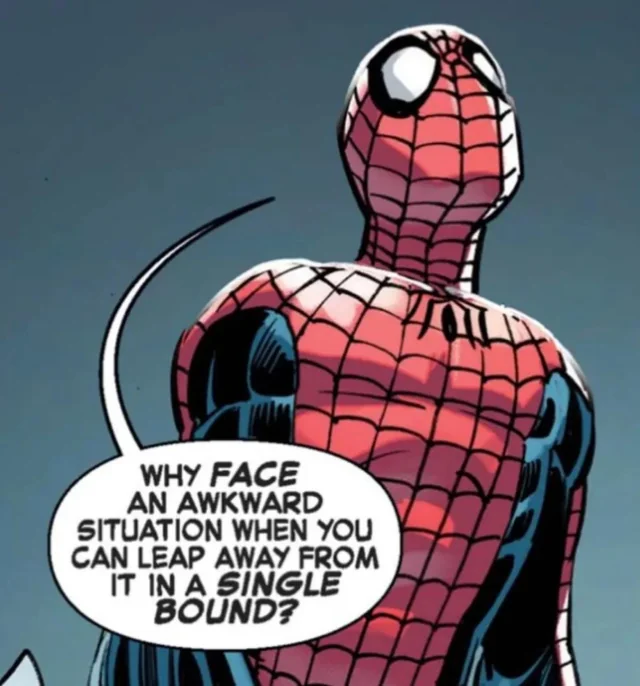 WHY FACE
AN AWKWARD
SITUATION WHEN YOU
CAN LEAP AWAY FROM
IT IN A SINGLE
BOUND?